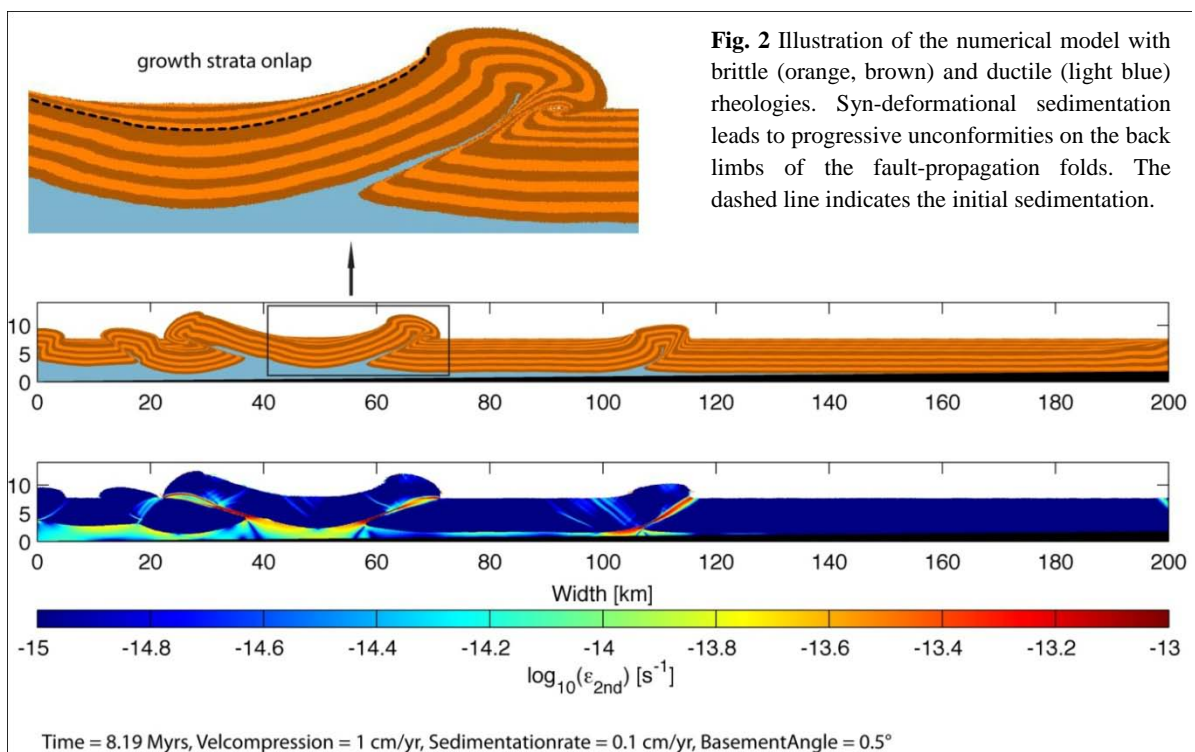 growth strata onlap
Fig. 2 Illustration of the numerical model with
brittle (orange, brown) and ductile (light blue)
rheologies. Syn-deformational sedimentation
leads to progressive unconformities on the back
limbs of the fault-propagation folds. The
dashed line indicates the initial sedimentation.
10
5
0
0 20 40 60 80 100 120 140 160 180 200
10
5
0
0 20 40 60 80 100 120 140 160 180 200
Width [km]
-15 -14.8 -14.6 -14.4 -14.2 -14 -13.8 -13.6 -13.4 -13.2 -13
log10(ε2nd) [s-1]
Time = 8.19 Myrs, Velcompression = 1 cm/yr, Sedimentationrate = 0.1 cm/yr, BasementAngle = 0.5°